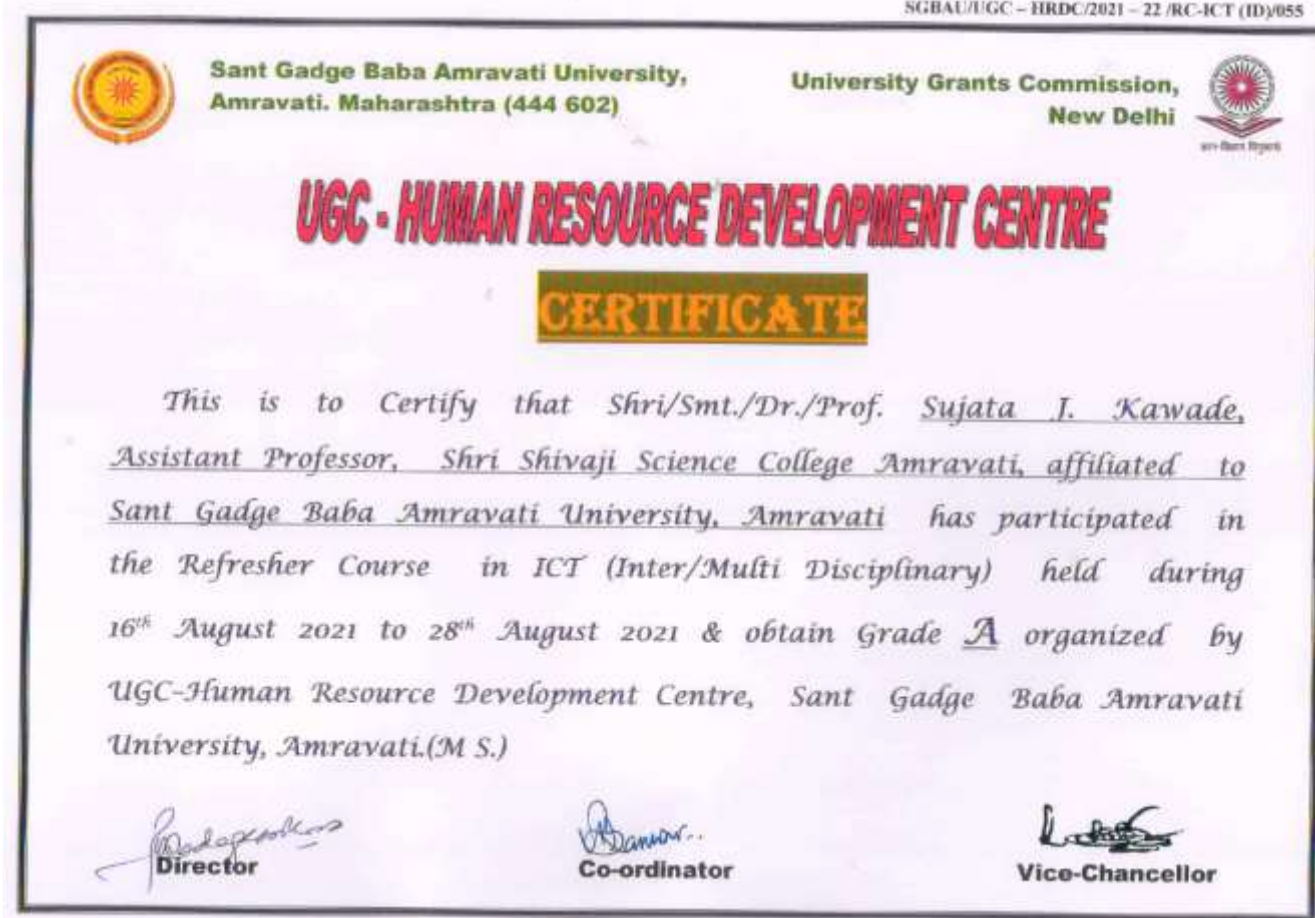 SGBAU/UGC – HRDC/2021 – 22 /RC-ICT (ID)/055
Sant Gadge Baba Amravati University,
Amravati. Maharashtra (444 602)
University Grants Commission,
New Delhi
ज्ञान-विज्ञान विमुक्तये
UGC - HUMAN RESOURCE DEVELOPMENT CENTRE
CERTIFICATE
This is to Certify that Shri/Smt./Dr./Prof. Sujata J. Kawade,
Assistant Professor, Shri Shivaji Science College Amravati, affiliated to
Sant Gadge Baba Amravati University, Amravati has participated in
the Refresher Course in ICT (Inter/Multi Disciplinary) held during
16th August 2021 to 28th August 2021 & obtain Grade A organized by
UGC-Human Resource Development Centre, Sant Gadge Baba Amravati
University, Amravati.(M S.)
Director
Co-ordinator
Vice-Chancellor